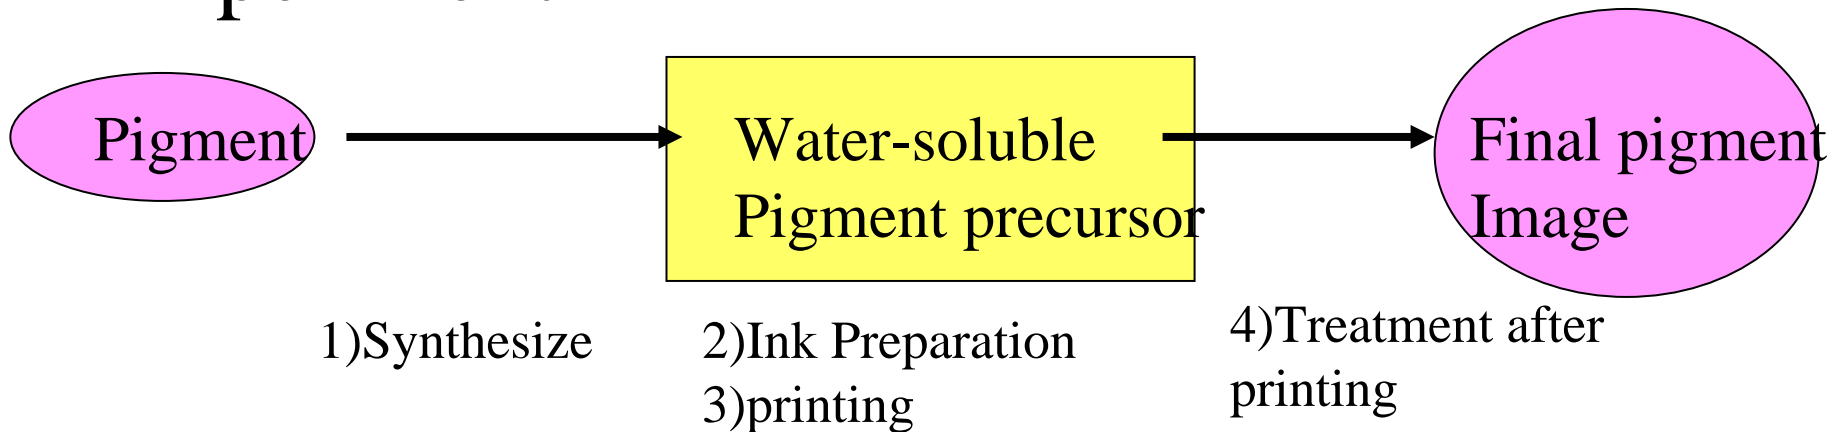 Pigment
Water-soluble
Pigment precursor
Final pigment
Image
1)Synthesize
2)Ink Preparation
3)printing
4)Treatment after
printing